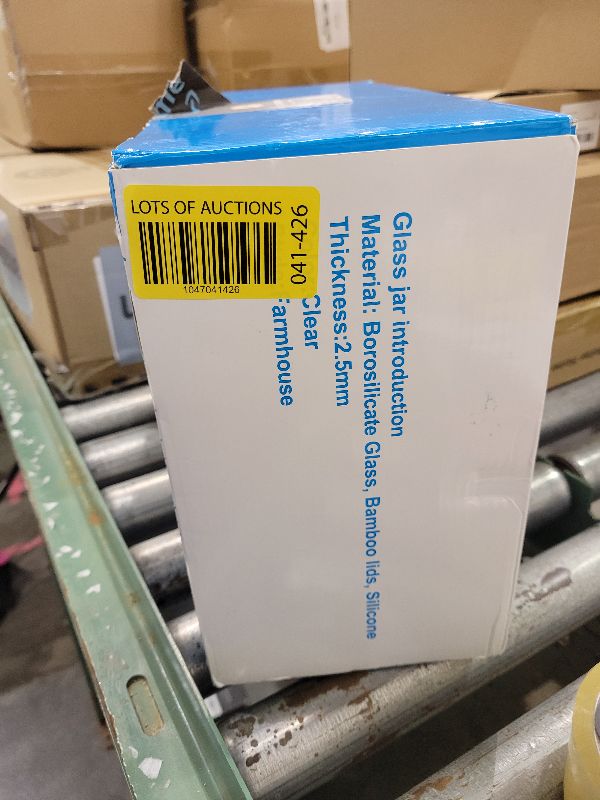 LOTS OF AUCTIONS
1047041426
041-426
Glass jar introduction
Material: Borosilicate Glass, Bamboo lids, Silicone
Thickness:2.5mm
Clear
:armhouse